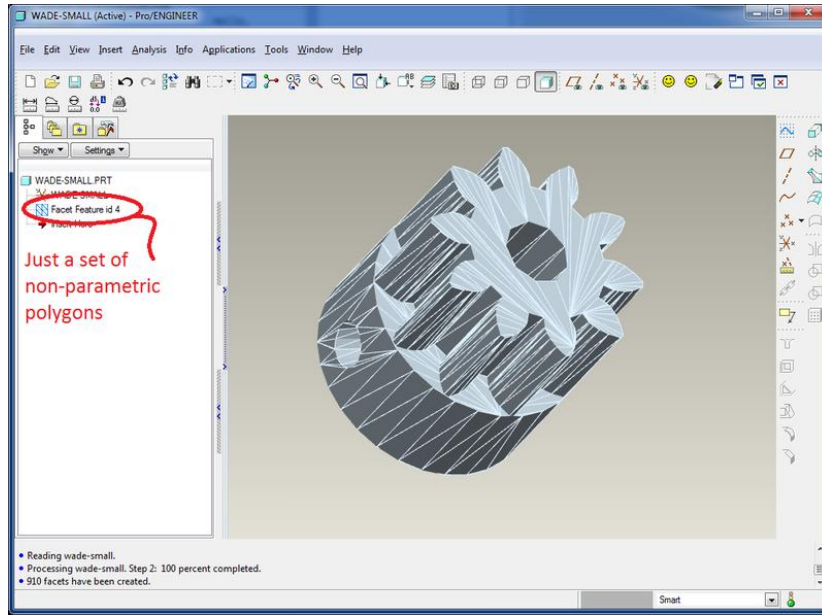 WADE-SMALL (Active) - Pro/ENGINEER
File Edit View Insert Analysis Info Applications Tools Window Help
Show Settings
WADE-SMALL.PRT
WADE-SMALL
Facet Feature id 4
Insert Here
Just a set of
non-parametric
polygons
Reading wade-small.
Processing wade-small. Step 2: 100 percent completed.
910 facets have been created.
Smart